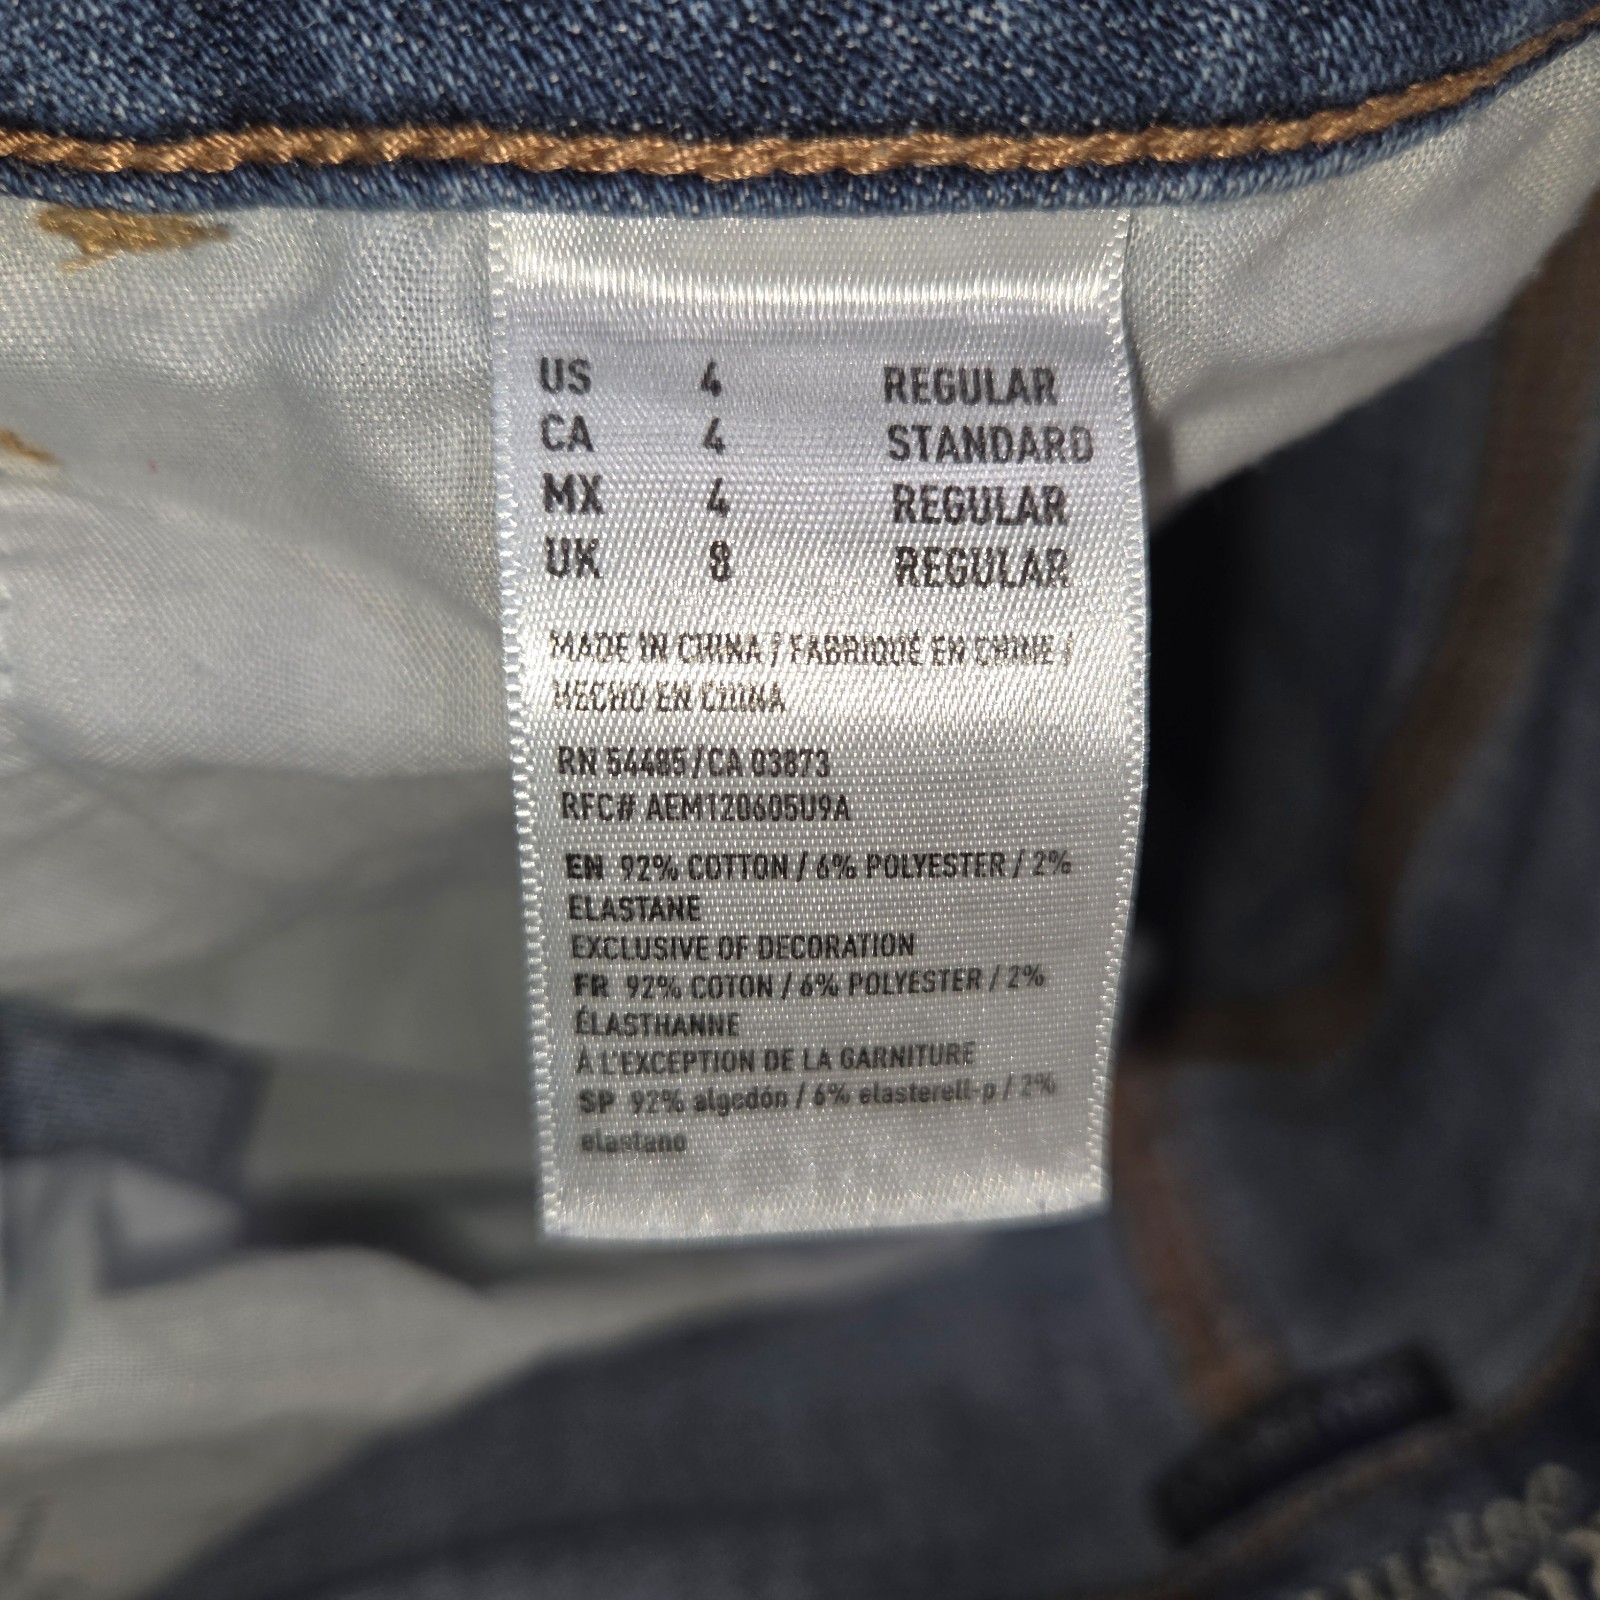 US 4 REGULAR
CA 4 STANDARD
MX 4 REGULAR
UK 8 REGULAR
MADE IN CHINA / FABRIQUÉ EN CHINE /
HECHO EN CHINA
RN 54485/CA 03873
RFC# AEM120605U9A
EN 92% COTTON / 6% POLYESTER / 2%
ELASTANE
EXCLUSIVE OF DECORATION
FR 92% COTON / 6% POLYESTER / 2%
ÉLASTHANNE
À L'EXCEPTION DE LA GARNITURE
SP 92% algodón / 6% elasterell-p / 2%
elastano